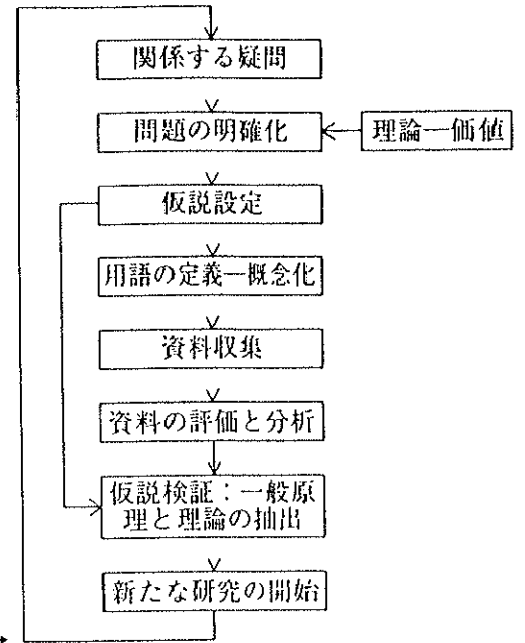 関係する疑問
問題の明確化
理論—価値
仮説設定
用語の定義—概念化
資料収集
資料の評価と分析
仮説検証：一般原
理と理論の抽出
新たな研究の開始